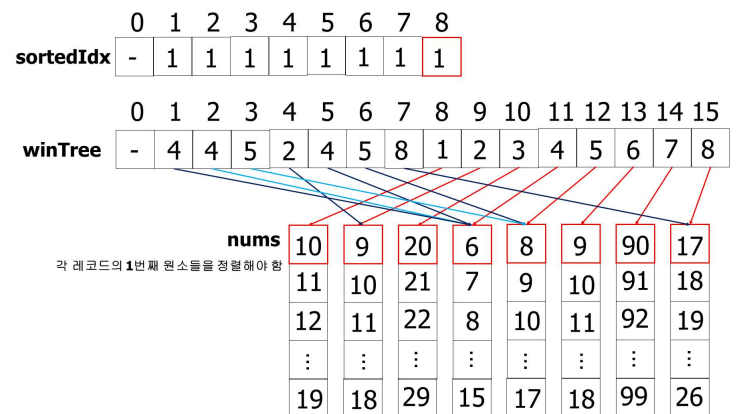 0 1 2 3 4 5 6 7 8
sortedIdx - 1 1 1 1 1 1 1 1
0 1 2 3 4 5 6 7 8 9 10 11 12 13 14 15
winTree - 4 4 5 2 4 5 8 1 2 3 4 5 6 7 8
nums 10 9 20 6 8 9 90 17
각 레코드의 1번째 원소들을 정렬해야 함
11 10 21 7 9 10 91 18
12 11 22 8 10 11 92 19
⋮ ⋮ ⋮ ⋮ ⋮ ⋮ ⋮ ⋮
19 18 29 15 17 18 99 26